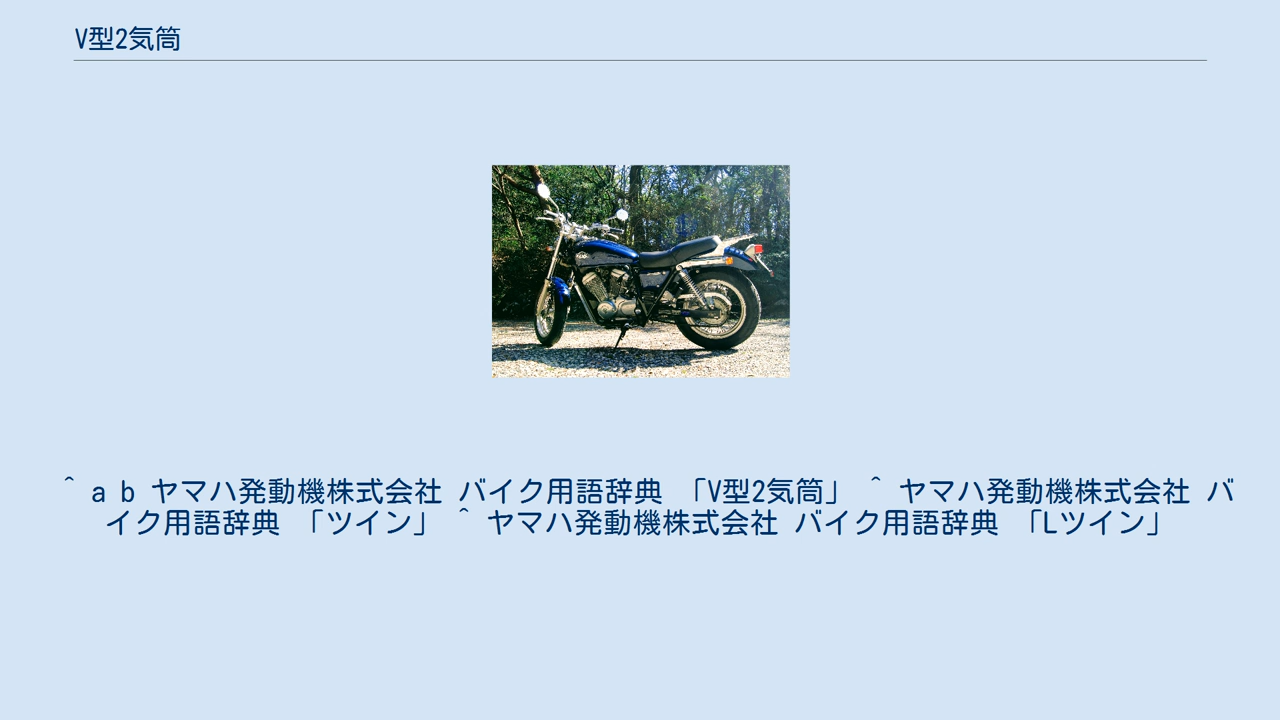 V型2気筒
^ a b ヤマハ発動機株式会社 バイク用語辞典 「V型2気筒」 ^ ヤマハ発動機株式会社 バ
イク用語辞典 「ツイン」 ^ ヤマハ発動機株式会社 バイク用語辞典 「Lツイン」